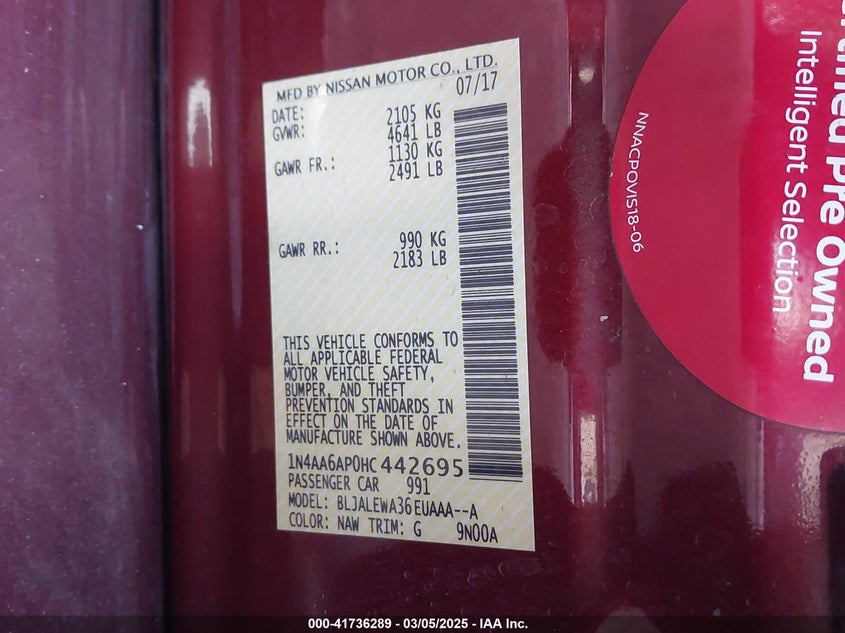 MFD BY NISSAN MOTOR CO., LTD.
DATE: 07/17
GVWR: 2105 KG
4641 LB
GAWR FR.: 1130 KG
2491 LB
GAWR RR.: 990 KG
2183 LB
THIS VEHICLE CONFORMS TO
ALL APPLICABLE FEDERAL
MOTOR VEHICLE SAFETY,
BUMPER, AND THEFT
PREVENTION STANDARDS IN
EFFECT ON THE DATE OF
MANUFACTURE SHOWN ABOVE.
1N4AA6AP0HC442695
PASSENGER CAR 991
MODEL: BLJALEWA36EUAAA--A
COLOR: NAW TRIM: G 9N00A
Pre Owned
Intelligent Selection
NNACPOVIS18-06
000-41736289 - 03/05/2025 - IAA Inc.